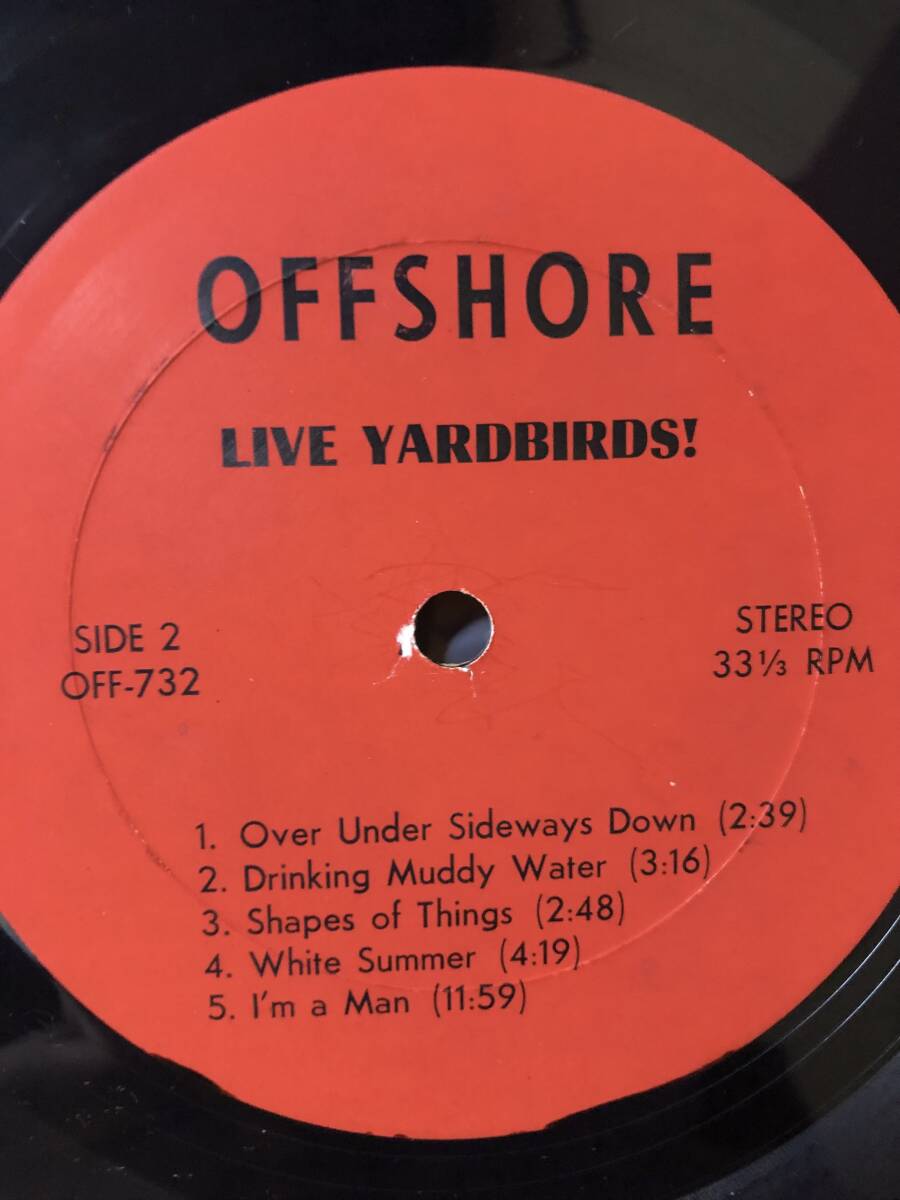 OFFSHORE
LIVE YARDBIRDS!
SIDE 2
OFF-732
STEREO
33⅓ RPM
1. Over Under Sideways Down (2:39)
2. Drinking Muddy Water (3:16)
3. Shapes of Things (2:48)
4. White Summer (4:19)
5. I'm a Man (11:59)